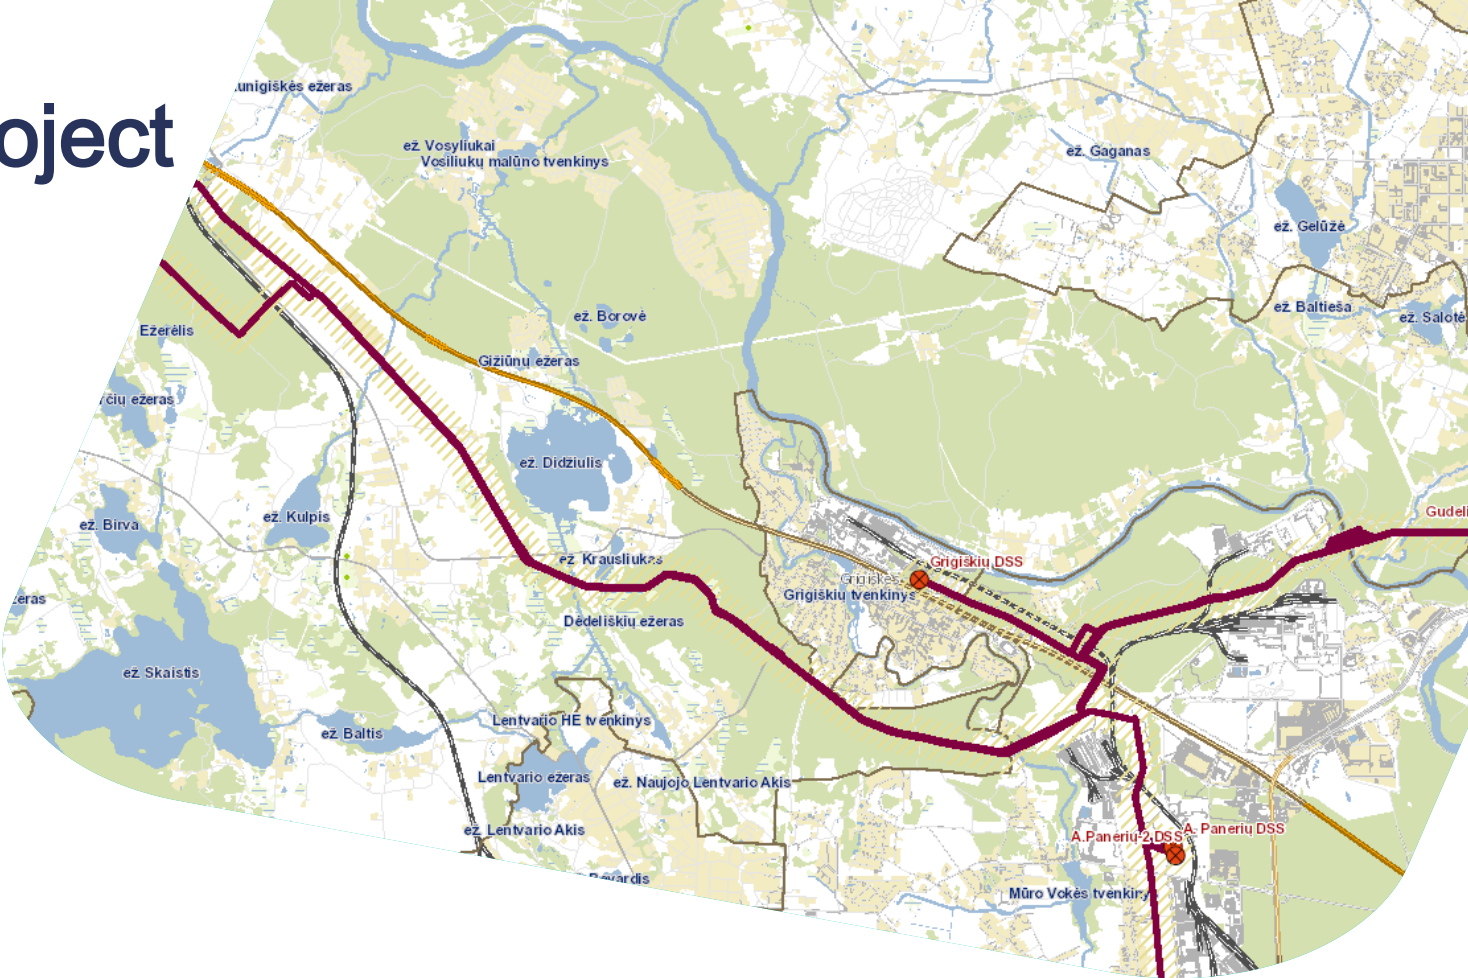 oject
unigiškės ežeras
ež. Vosyliukai
Vosiliukų malūno tvenkinys
ež. Gaganas
ež. Gelūžė
ež. Baltieša
ež. Salotė
ež. Borovė
Ežerėlis
Gižiūnų ežeras
rčių ežeras
ež. Didžiulis
ež. Kulpis
ež. Birva
Gudeli
ež. Krausliukas
Grigiškių DSS
Grigiškės
Grigiškių tvenkinys
eras
Dėdeliškių ežeras
ež. Skaistis
Lentvario HE tvenkinys
ež. Baltis
Lentvario ežeras
ež. Naujojo Lentvario Akis
ež. Lentvario Akis
A. Panerių DSS
A.Panerių-2 DSS
Bevardis
Mūro Vokės tvenkinys